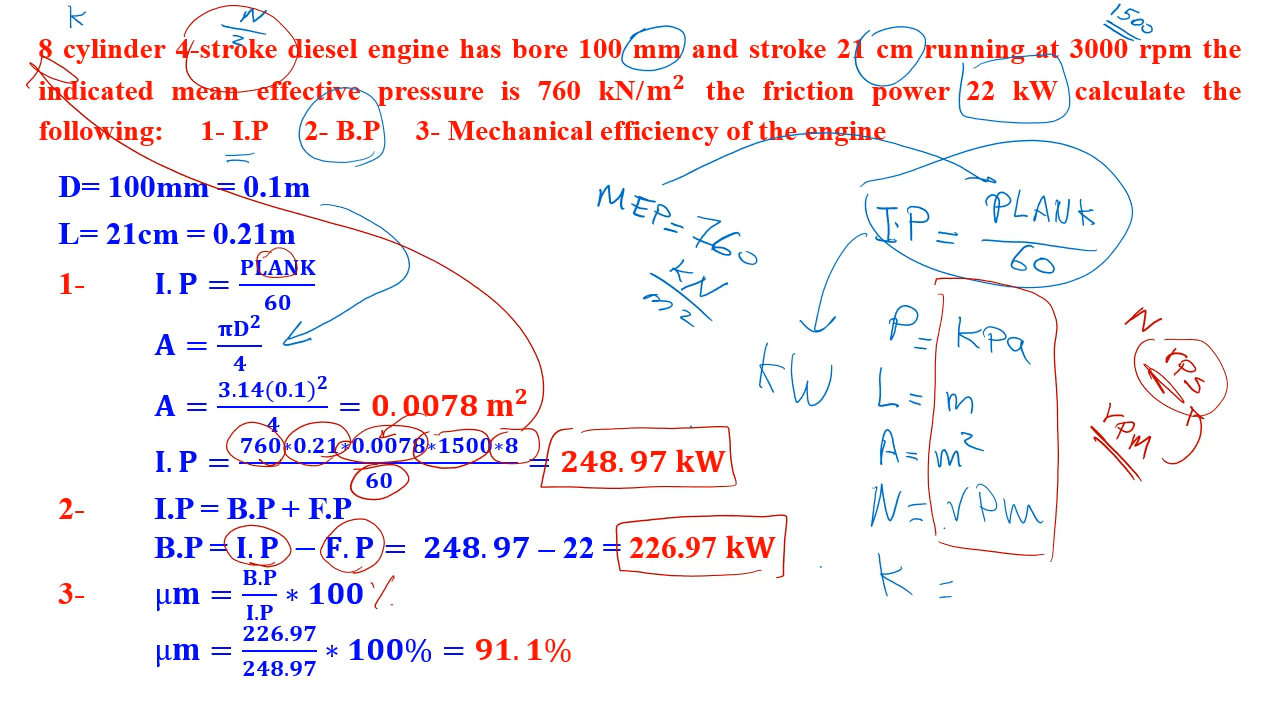 K
N/2
1500
8 cylinder 4-stroke diesel engine has bore 100 mm and stroke 21 cm running at 3000 rpm the
indicated mean effective pressure is 760 kN/m² the friction power 22 kW calculate the
following: 1- I.P 2- B.P 3- Mechanical efficiency of the engine
D= 100mm = 0.1m
L= 21cm = 0.21m
MEP = 760 kN/m2
I.P = PLANK/60
1- I.P = PLANK/60
A = πD²/4
A = 3.14(0.1)²/4 = 0.0078 m²
I.P = 760*0.21*0.0078*1500*8/60 = 248.97 kW
kW
P = kPa
L = m
A = m²
N = rPm
K =
N
rps
rpm
2- I.P = B.P + F.P
B.P = I.P − F.P = 248.97 – 22 = 226.97 kW
3- μm = B.P/I.P * 100 %
μm = 226.97/248.97 * 100% = 91.1%